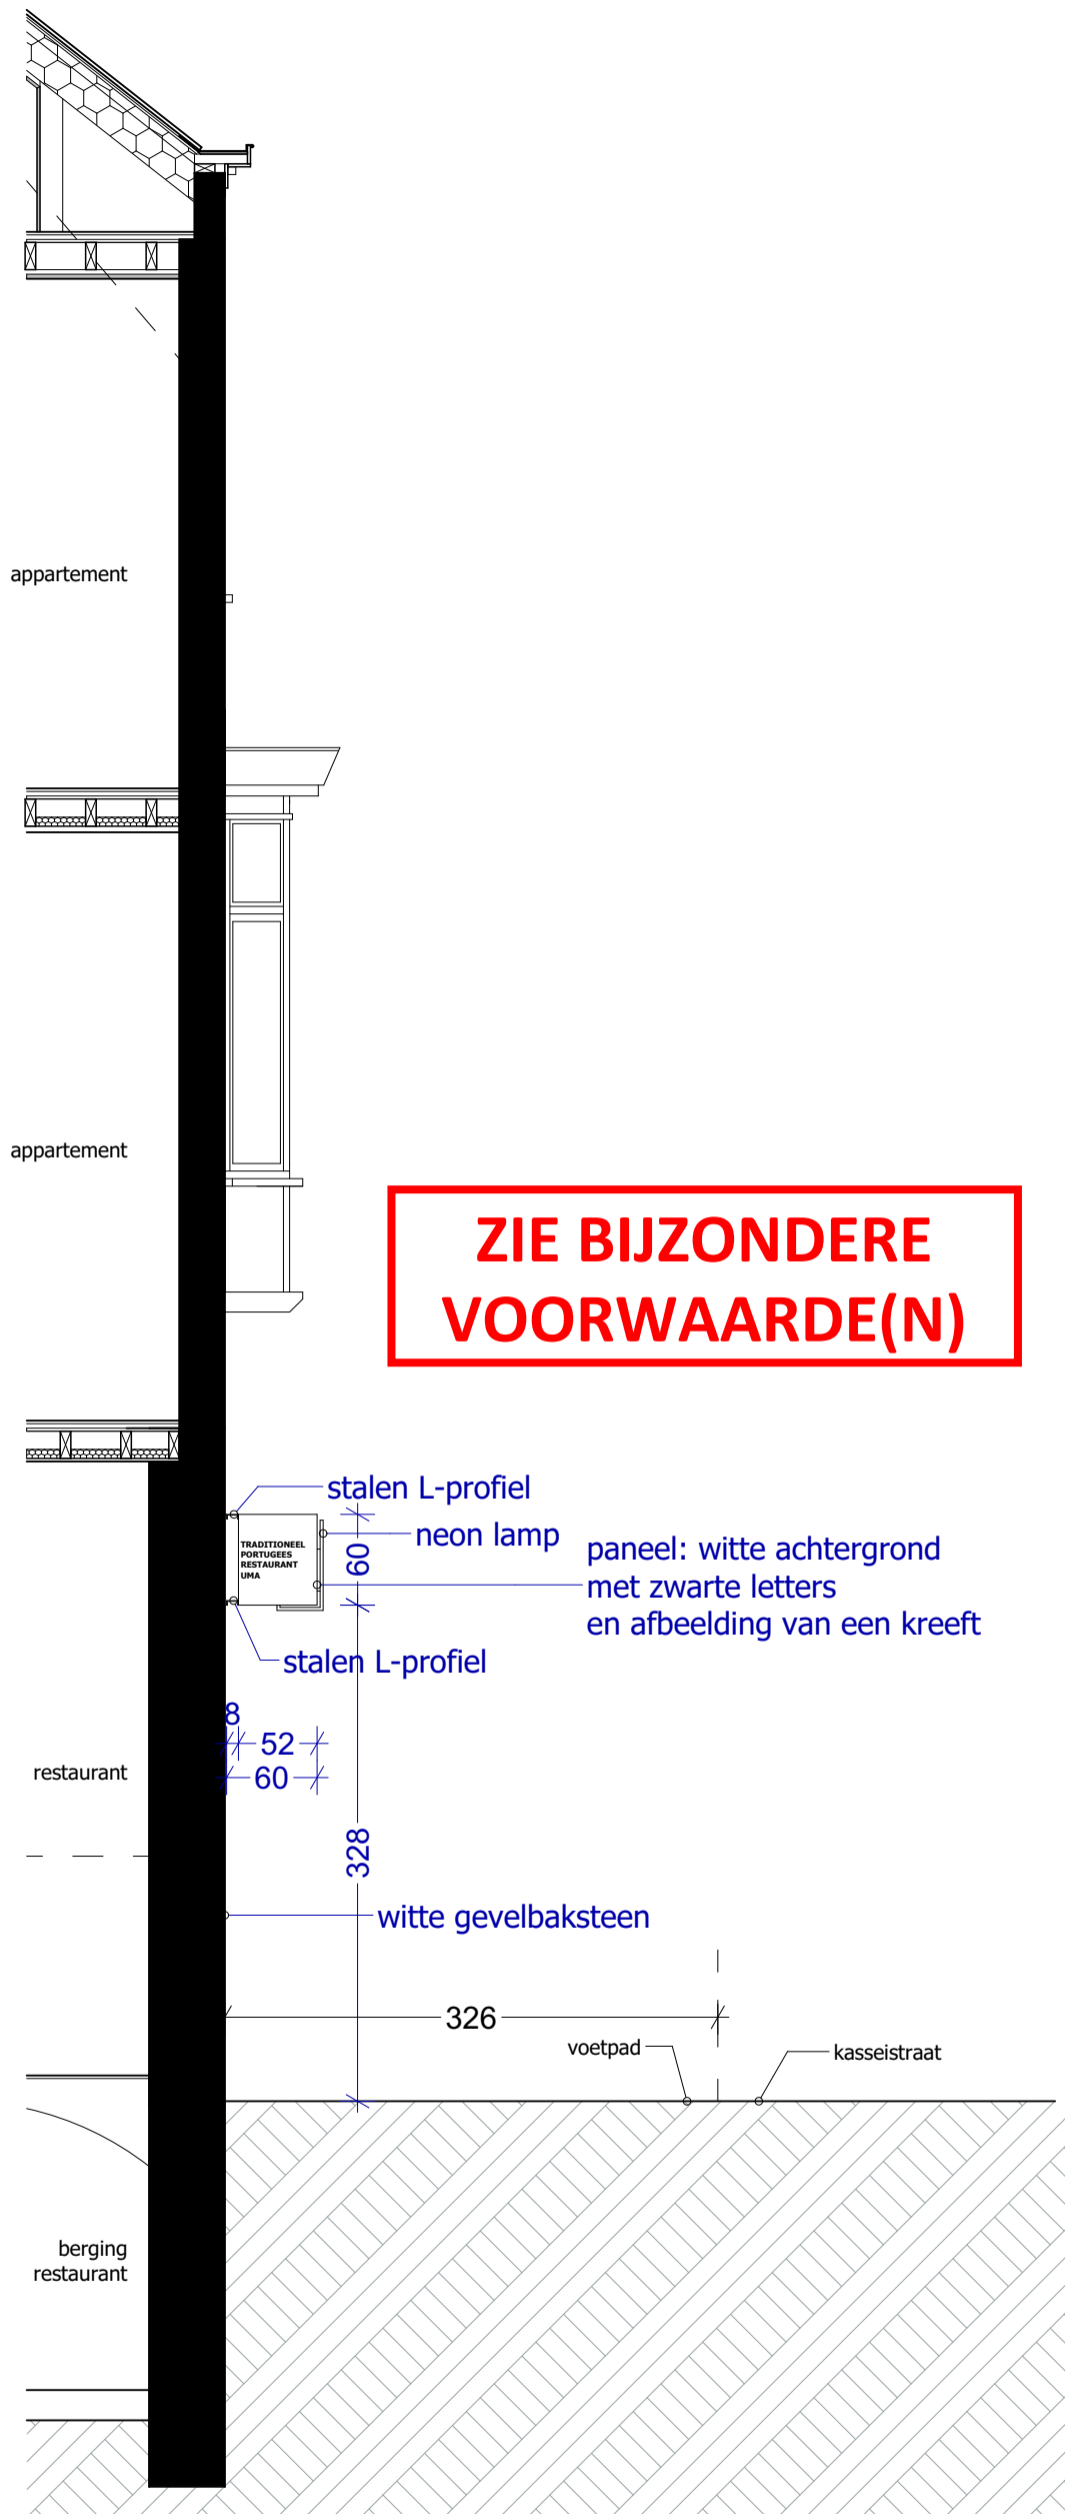 appartement
appartement
ZIE BIJZONDERE
VOORWAARDE(N)
stalen L-profiel
neon lamp
TRADITIONEEL
PORTUGEES
RESTAURANT
UMA
60
paneel: witte achtergrond
met zwarte letters
en afbeelding van een kreeft
stalen L-profiel
8
52
60
restaurant
328
witte gevelbaksteen
326
voetpad
kasseistraat
berging
restaurant